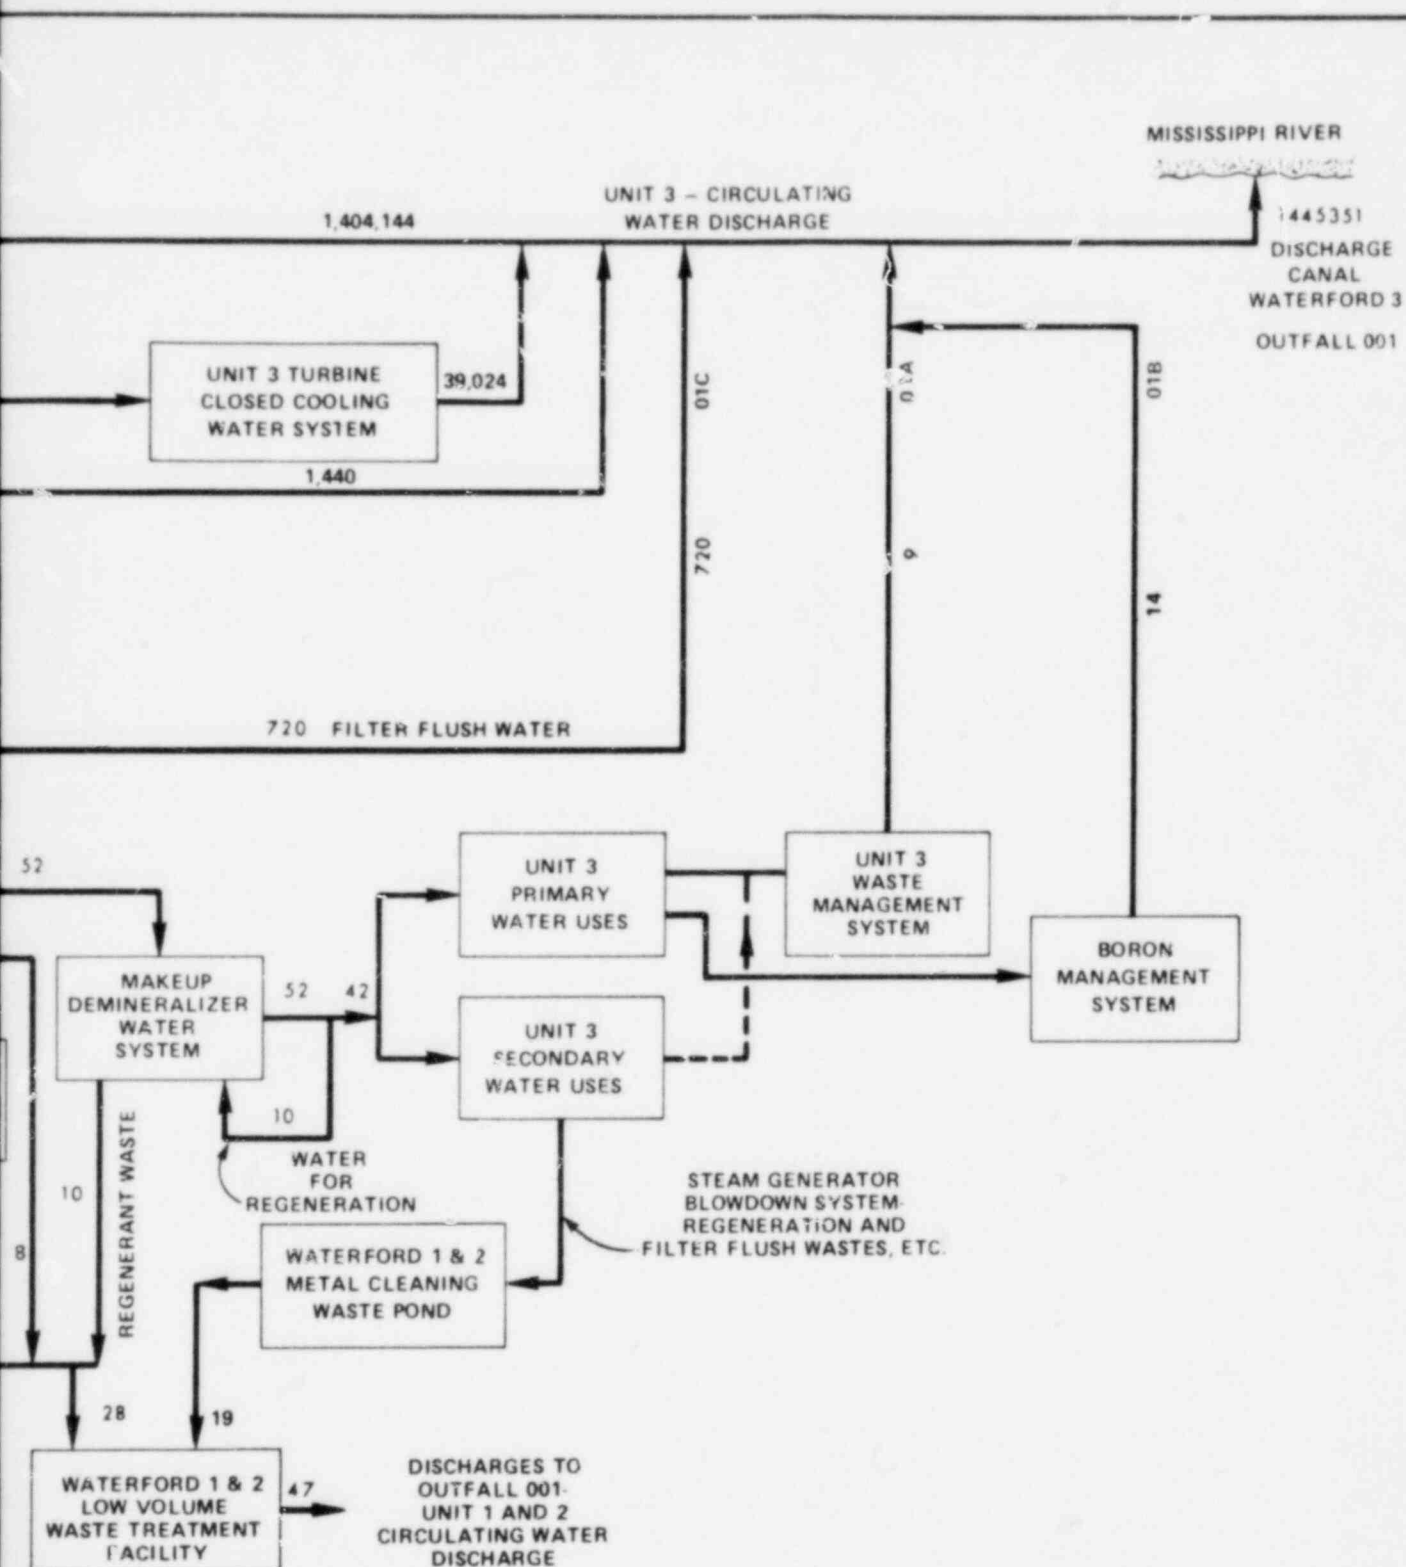 MISSISSIPPI RIVER
UNIT 3 – CIRCULATING
WATER DISCHARGE
1,404,144
1445351
DISCHARGE
CANAL
WATERFORD 3
OUTFALL 001
UNIT 3 TURBINE
CLOSED COOLING
WATER SYSTEM
39,024
1,440
01C
720
01A
9
01B
14
720 FILTER FLUSH WATER
52
UNIT 3
PRIMARY
WATER USES
UNIT 3
WASTE
MANAGEMENT
SYSTEM
BORON
MANAGEMENT
SYSTEM
MAKEUP
DEMINERALIZER
WATER
SYSTEM
52
42
UNIT 3
SECONDARY
WATER USES
10
WATER
FOR
REGENERATION
REGENERANT WASTE
10
8
STEAM GENERATOR
BLOWDOWN SYSTEM-
REGENERATION AND
FILTER FLUSH WASTES, ETC.
WATERFORD 1 & 2
METAL CLEANING
WASTE POND
28
19
WATERFORD 1 & 2
LOW VOLUME
WASTE TREATMENT
FACILITY
47
DISCHARGES TO
OUTFALL 001-
UNIT 1 AND 2
CIRCULATING WATER
DISCHARGE